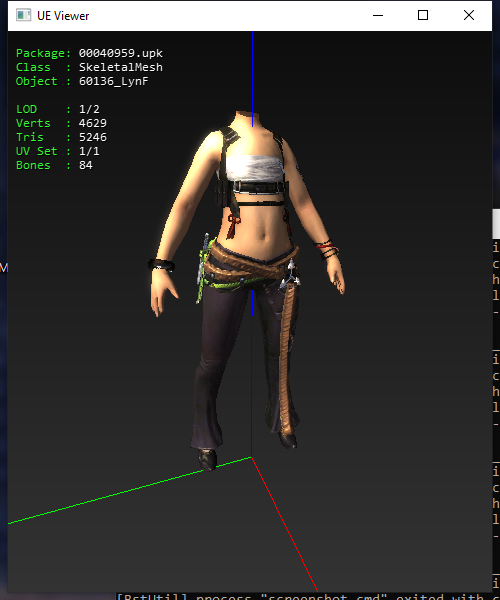 UE Viewer
Package: 00040959.upk
Class : SkeletalMesh
Object : 60136_LynF
LOD : 1/2
Verts : 4629
Tris : 5246
UV Set : 1/1
Bones : 84
M
i
c
h
l
-
i
c
h
l
-
i
c
h
l
-
i
[BstUtil] process "screenshot.cmd" exited with c